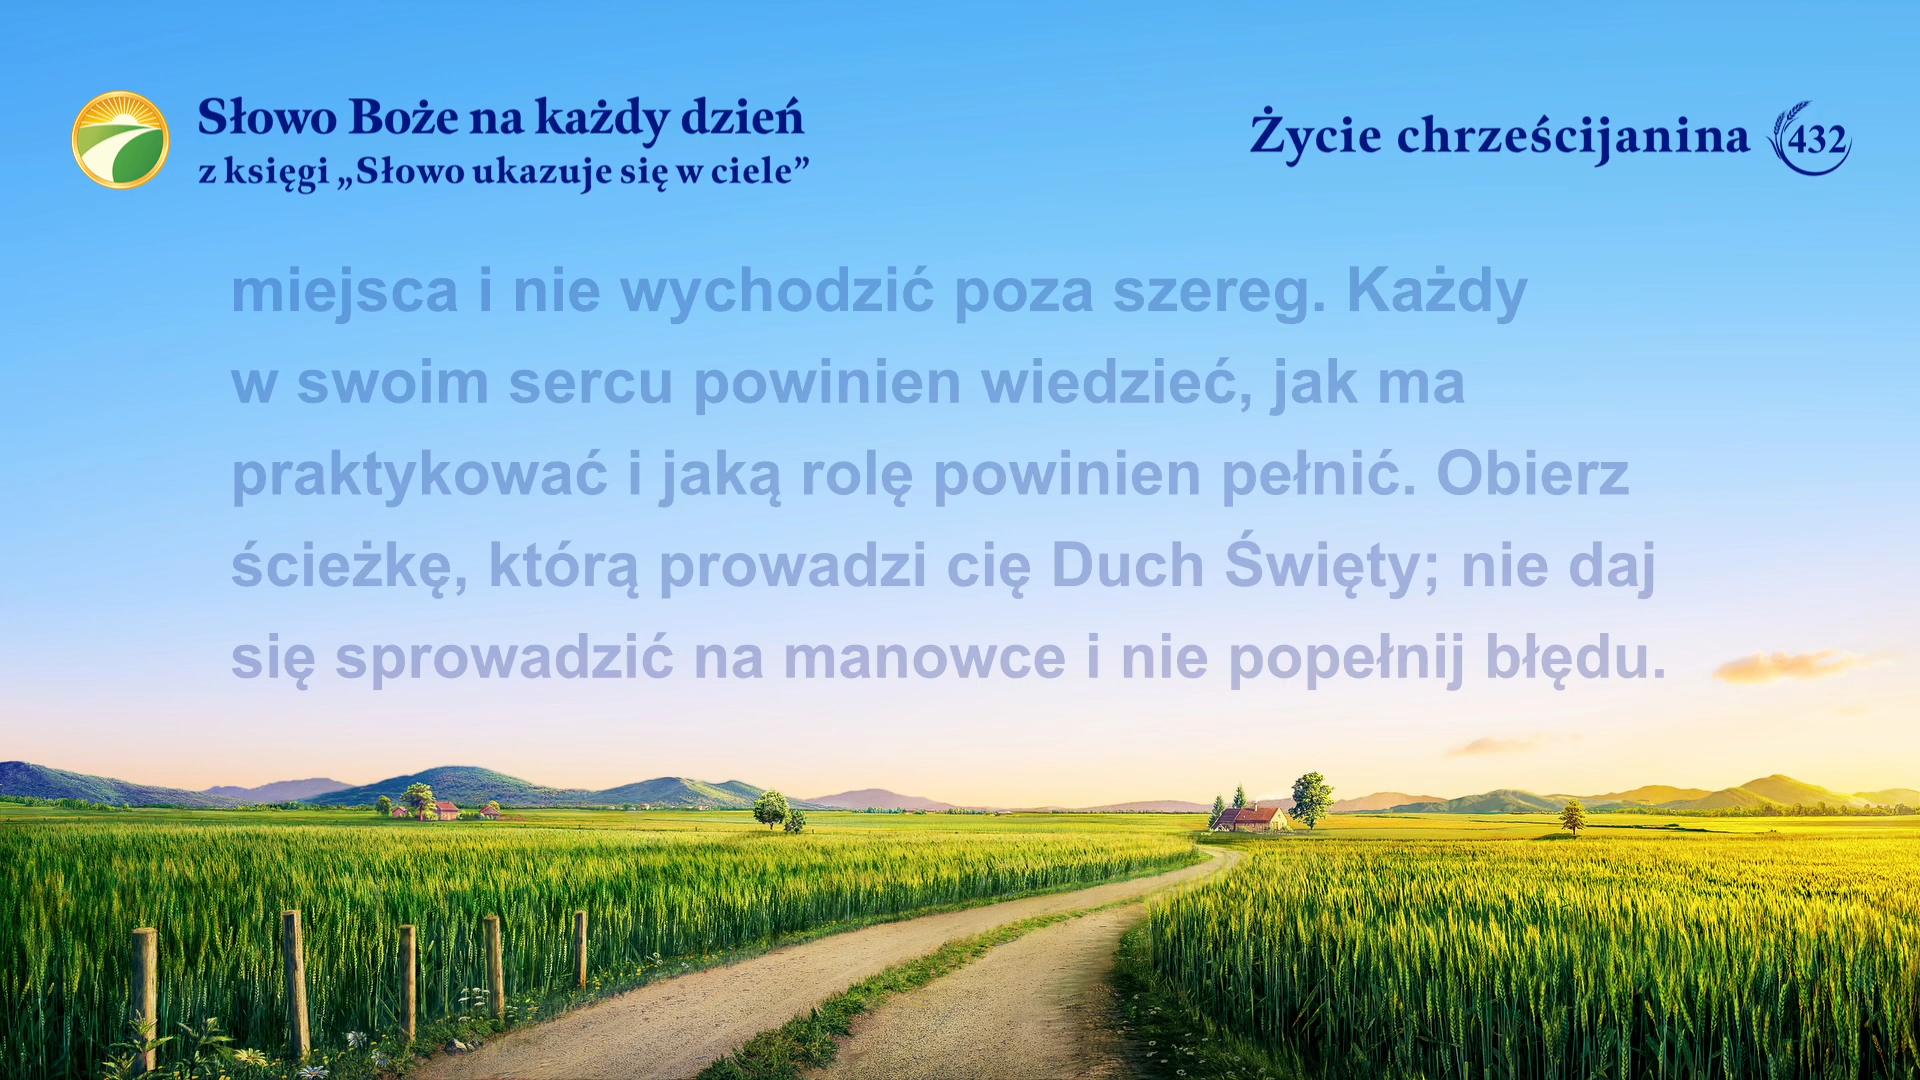 Słowo Boże na każdy dzień
z księgi „Słowo ukazuje się w ciele”
Życie chrześcijanina 432
miejsca i nie wychodzić poza szereg. Każdy
w swoim sercu powinien wiedzieć, jak ma
praktykować i jaką rolę powinien pełnić. Obierz
ścieżkę, którą prowadzi cię Duch Święty; nie daj
się sprowadzić na manowce i nie popełnij błędu.